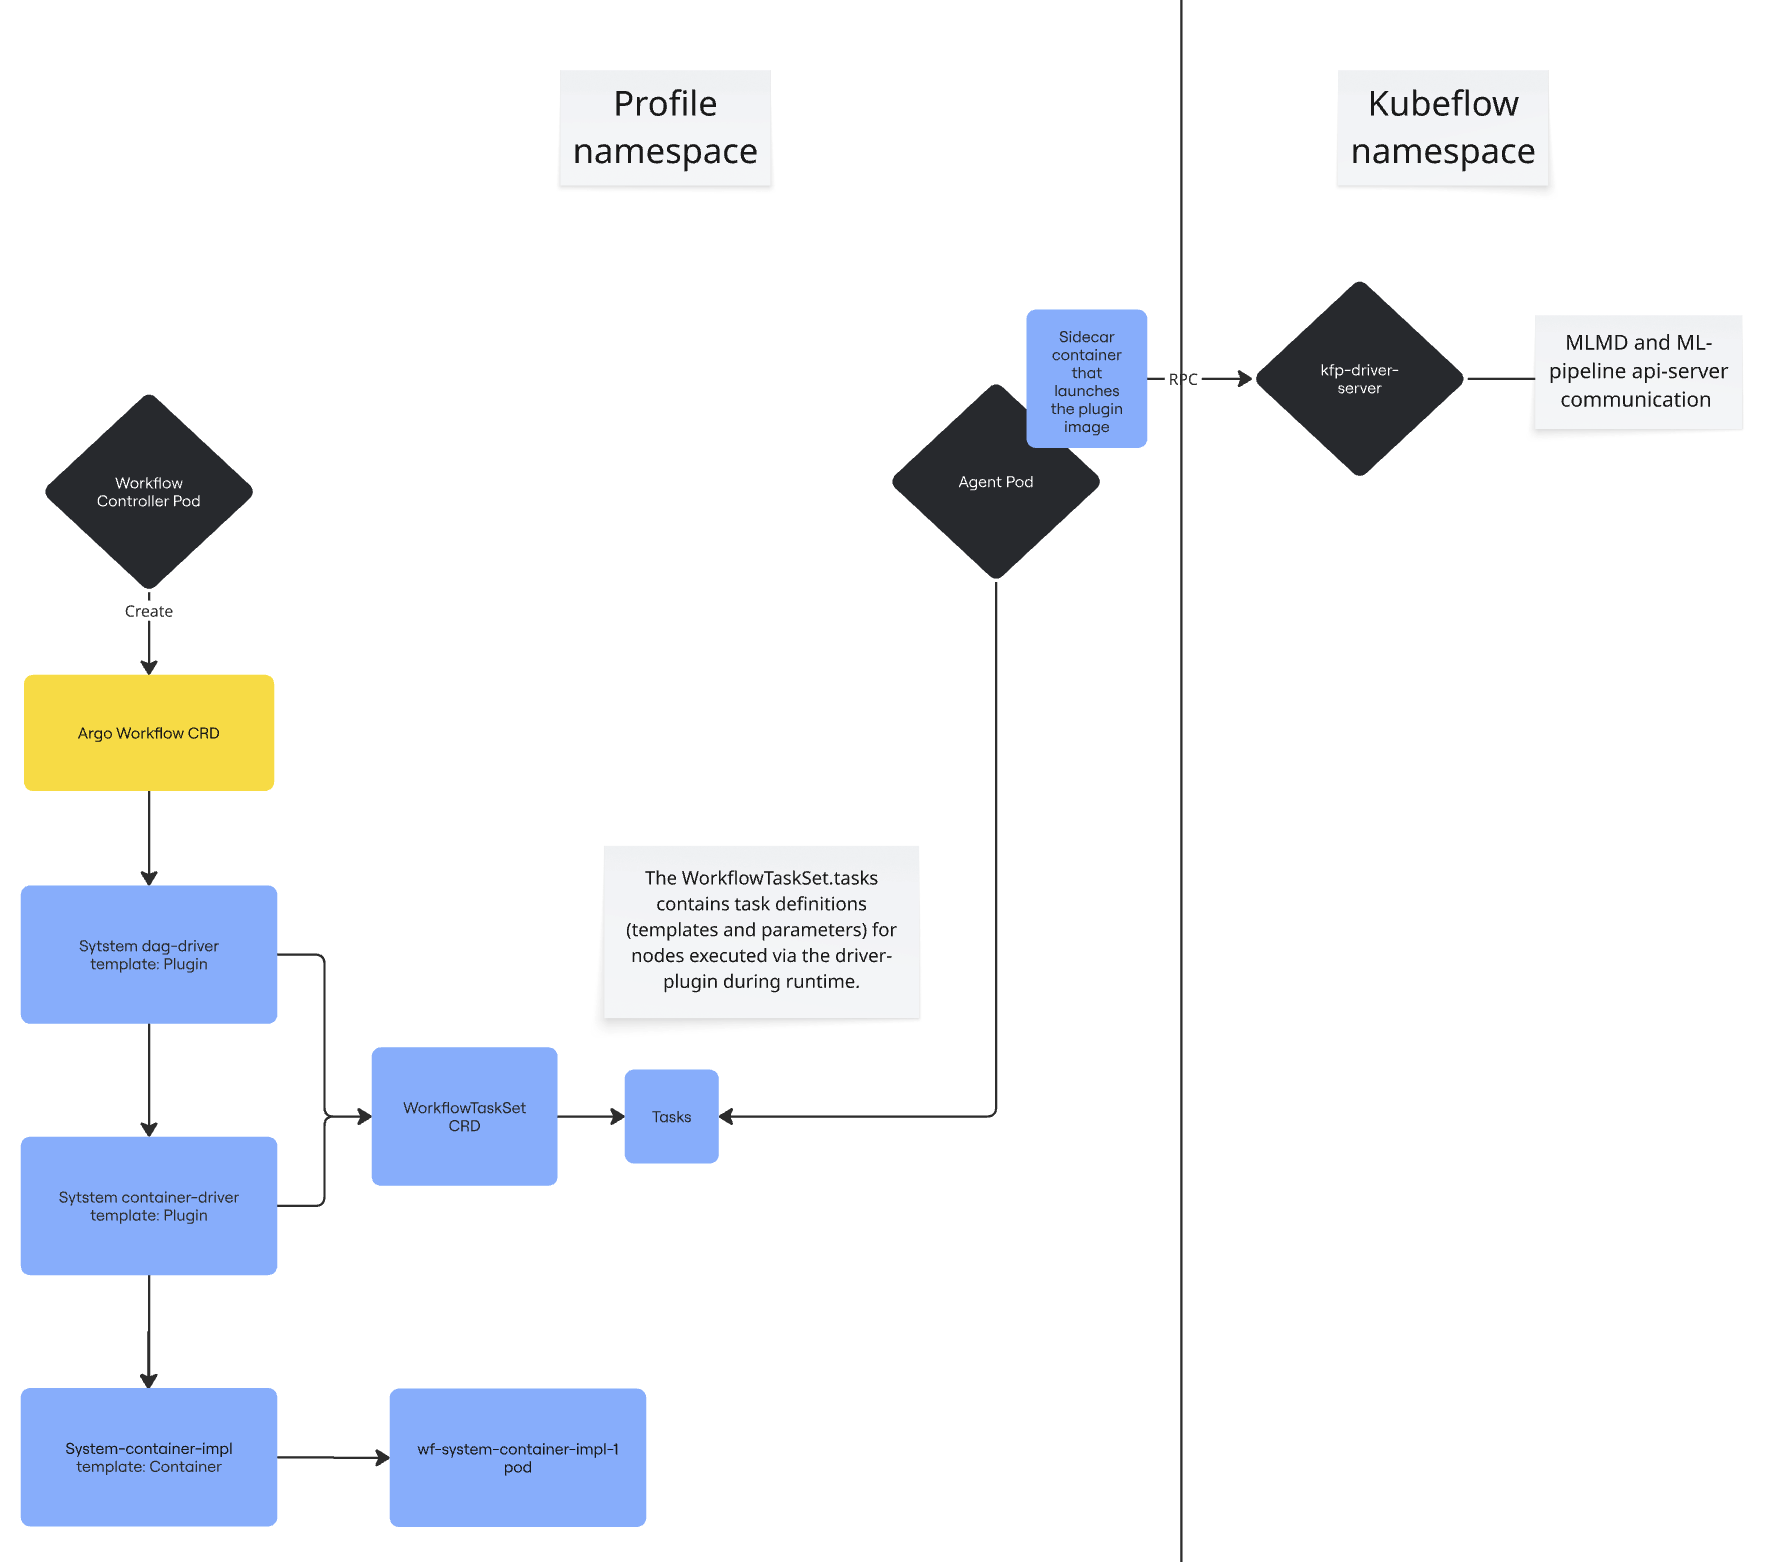 Profile
namespace
Kubeflow
namespace
Sidecar
container
that
launches
the plugin
image
RPC
kfp-driver-
server
MLMD and ML-
pipeline api-server
communication
Workflow
Controller Pod
Agent Pod
Create
Argo Workflow CRD
The WorkflowTaskSet.tasks
contains task definitions
(templates and parameters) for
nodes executed via the driver-
plugin during runtime.
Sytstem dag-driver
template: Plugin
WorkflowTaskSet
CRD
Tasks
Sytstem container-driver
template: Plugin
System-container-impl
template: Container
wf-system-container-impl-1
pod